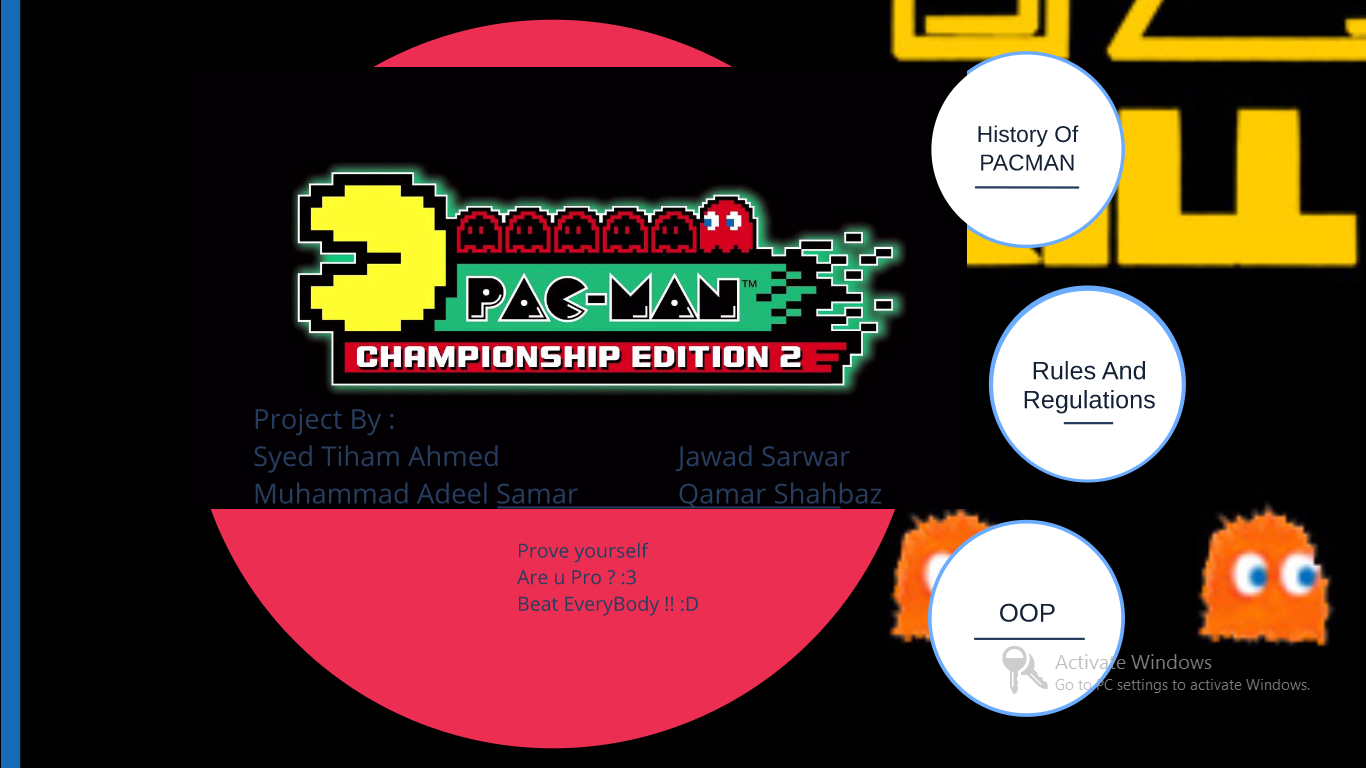 PAC-MAN™
CHAMPIONSHIP EDITION 2
Project By :
Syed Tiham Ahmed
Jawad Sarwar
Muhammad Adeel Samar
Qamar Shahbaz
Prove yourself
Are u Pro ? :3
Beat EveryBody !! :D
History Of
PACMAN
Rules And
Regulations
OOP
Activate Windows
Go to PC settings to activate Windows.